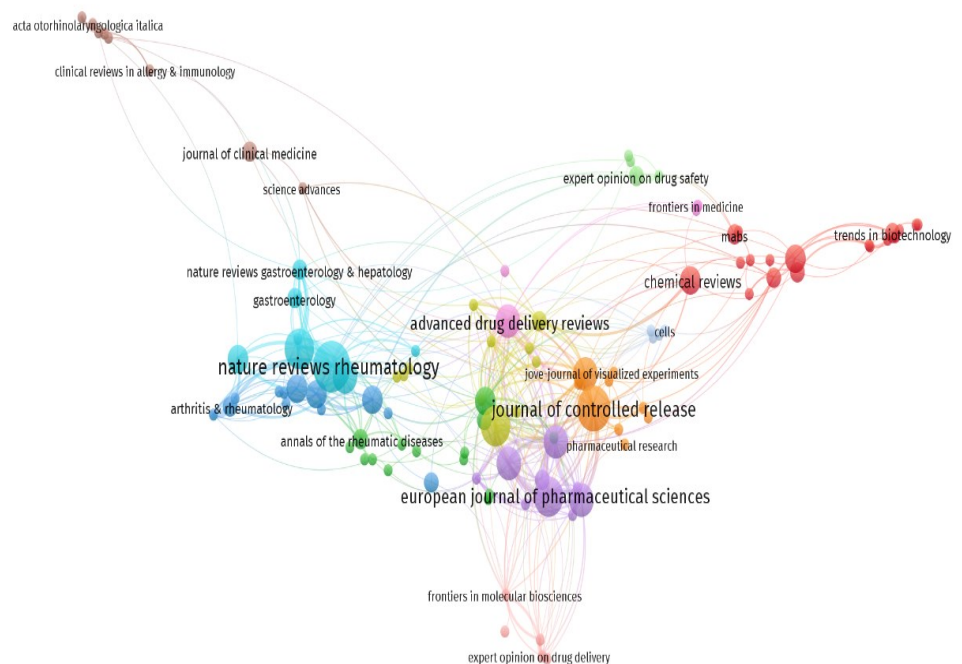 acta otorhinolaryngologica italica
clinical reviews in allergy & immunology
journal of clinical medicine
science advances
expert opinion on drug safety
frontiers in medicine
mabs
trends in biotechnology
nature reviews gastroenterology & hepatology
chemical reviews
gastroenterology
advanced drug delivery reviews
cells
nature reviews rheumatology
jove-journal of visualized experiments
arthritis & rheumatology
journal of controlled release
annals of the rheumatic diseases
pharmaceutical research
european journal of pharmaceutical sciences
frontiers in molecular biosciences
expert opinion on drug delivery